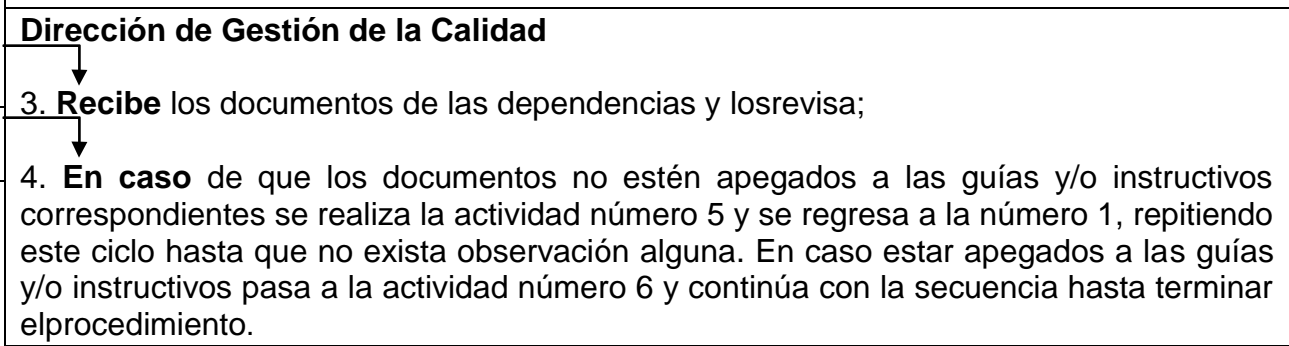 Dirección de Gestión de la Calidad
3. Recibe los documentos de las dependencias y losrevisa;
4. En caso de que los documentos no estén apegados a las guías y/o instructivos
correspondientes se realiza la actividad número 5 y se regresa a la número 1, repitiendo
este ciclo hasta que no exista observación alguna. En caso estar apegados a las guías
y/o instructivos pasa a la actividad número 6 y continúa con la secuencia hasta terminar
elprocedimiento.